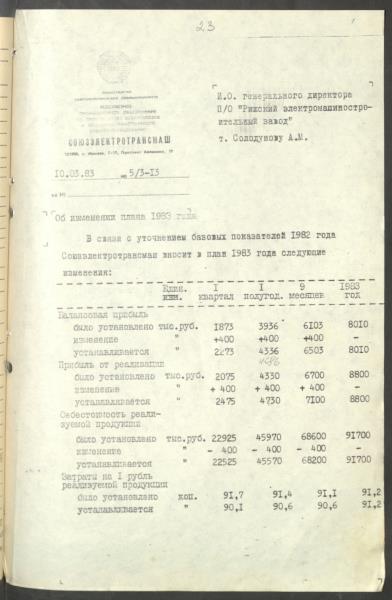 23
МИНИСТЕРСТВО
СОЮЗЭЛЕКТРОТРАНСМАШ
10.03.83 № 5/3-13
на №
И.О. генерального директора
П/О "Рижский электромашиностро-
ительный завод"
т. Солодунову А.М.
Об изменении плана 1983 года
В связи с уточнением базовых показателей 1982 года
Союзэлектротрансмаш вносит в план 1983 года следующие
изменения:
Един. I I 9 1983
изм. квартал полугод. месяцев год
Балансовая прибыль
было установлено тыс.руб. 1873 3936 6103 8010
изменение " +400 +400 +400 -
устанавливается " 2273 4336 6503 8010
Прибыль от реализации
было установлено тыс.руб. 2075 4330 6700 8800
изменение " + 400 + 400 + 400 -
устанавливается " 2475 4730 7100 8800
Себестоимость реали-
зуемой продукции
было установлено тыс.руб. 22925 45970 68600 91700
изменение " - 400 - 400 - 400 -
устанавливается " 22525 45570 68200 91700
Затраты на I рубль
реализуемой продукции
было установлено коп. 91,7 91,4 91,1 91,2
устанавливается " 90,1 90,6 90,6 91,2